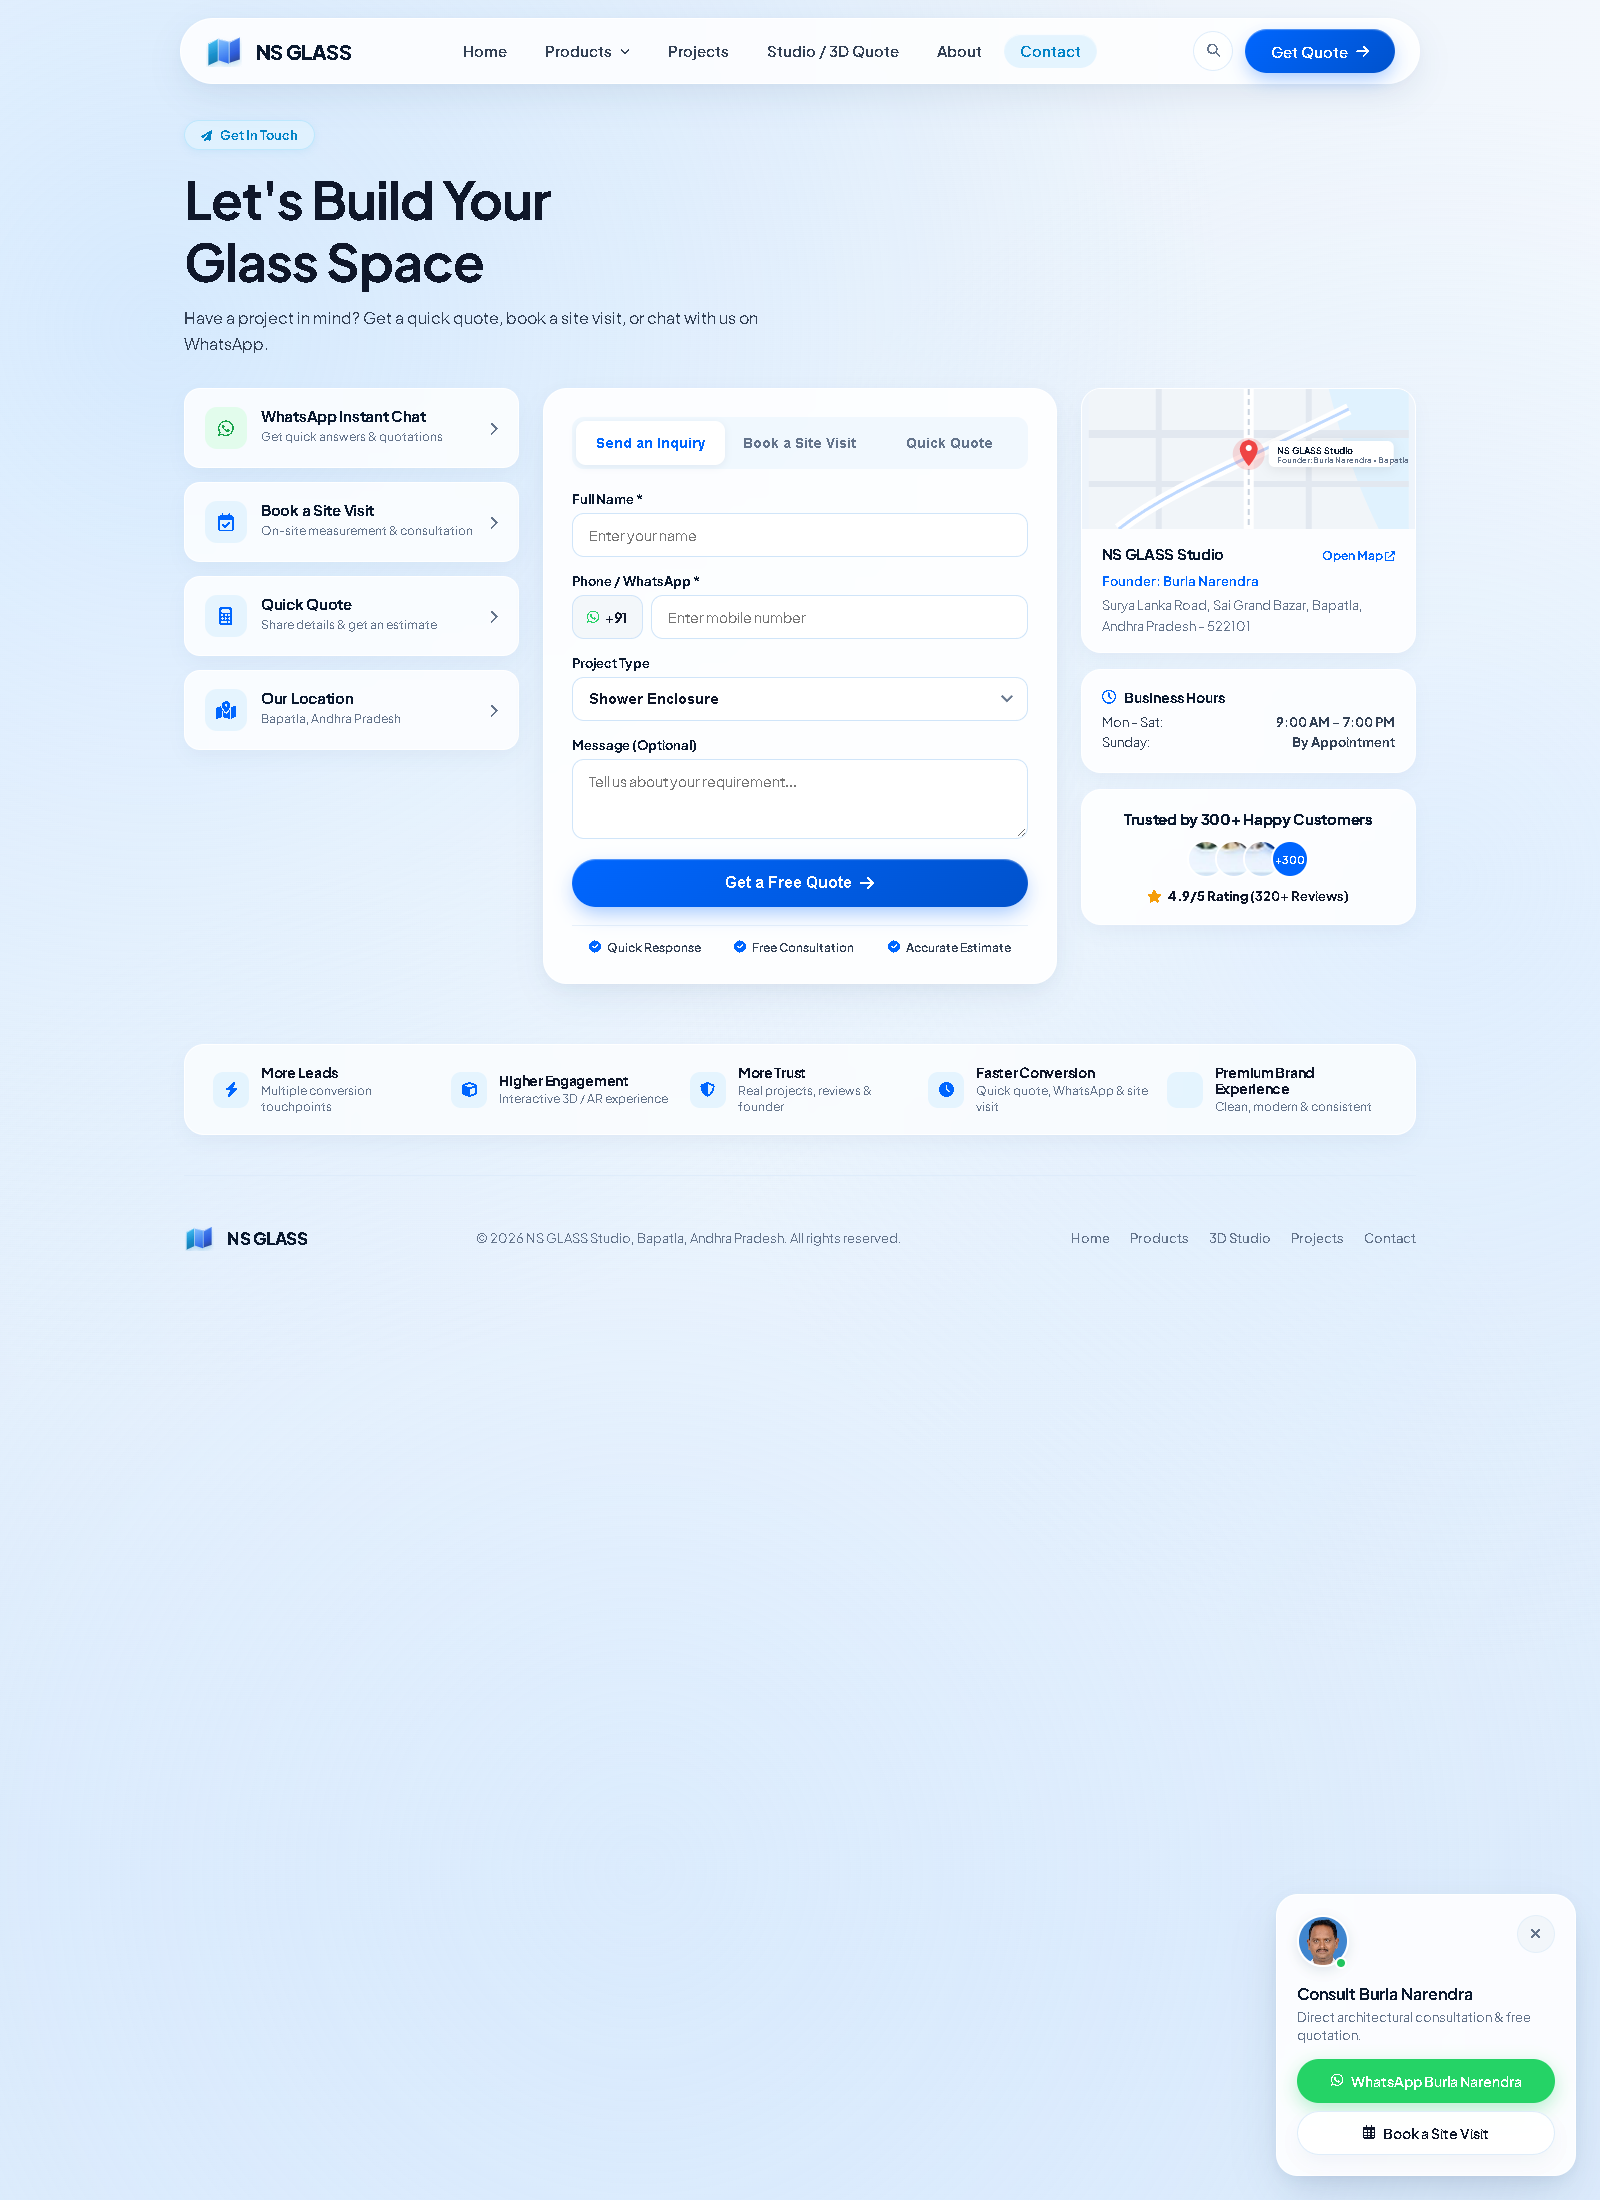 NS GLASS
Home
Products
Projects
Studio / 3D Quote
About
Contact
Get Quote
Get In Touch
Let's Build Your
Glass Space
Have a project in mind? Get a quick quote, book a site visit, or chat with us on
WhatsApp.
WhatsApp Instant Chat
Get quick answers & quotations
Book a Site Visit
On-site measurement & consultation
Quick Quote
Share details & get an estimate
Our Location
Bapatla, Andhra Pradesh
Send an Inquiry
Book a Site Visit
Quick Quote
Full Name *
Enter your name
Phone / WhatsApp *
+91
Enter mobile number
Project Type
Shower Enclosure
Message (Optional)
Tell us about your requirement...
Get a Free Quote
Quick Response
Free Consultation
Accurate Estimate
NS GLASS Studio
Founder: Burla Narendra • Bapatla
NS GLASS Studio
Open Map
Founder: Burla Narendra
Surya Lanka Road, Sai Grand Bazar, Bapatla,
Andhra Pradesh – 522101
Business Hours
Mon – Sat:
9:00 AM – 7:00 PM
Sunday:
By Appointment
Trusted by 300+ Happy Customers
+300
4.9/5 Rating (320+ Reviews)
More Leads
Multiple conversion
touchpoints
Higher Engagement
Interactive 3D / AR experience
More Trust
Real projects, reviews &
founder
Faster Conversion
Quick quote, WhatsApp & site
visit
Premium Brand
Experience
Clean, modern & consistent
NS GLASS
© 2026 NS GLASS Studio, Bapatla, Andhra Pradesh. All rights reserved.
Home
Products
3D Studio
Projects
Contact
Consult Burla Narendra
Direct architectural consultation & free
quotation.
WhatsApp Burla Narendra
Book a Site Visit